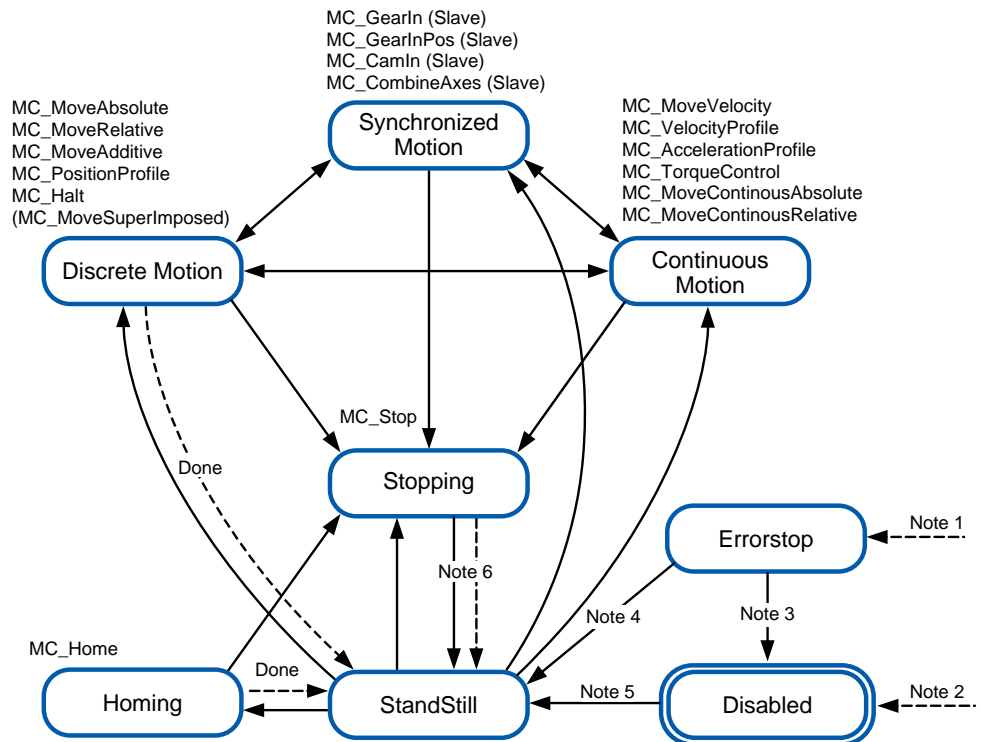 MC_GearIn (Slave)
MC_GearInPos (Slave)
MC_CamIn (Slave)
MC_CombineAxes (Slave)
MC_MoveAbsolute
MC_MoveRelative
MC_MoveAdditive
MC_PositionProfile
MC_Halt
(MC_MoveSuperImposed)
Synchronized
Motion
MC_MoveVelocity
MC_VelocityProfile
MC_AccelerationProfile
MC_TorqueControl
MC_MoveContinousAbsolute
MC_MoveContinousRelative
Discrete Motion
Continuous
Motion
MC_Stop
Done
Stopping
Note 6
Errorstop
Note 1
Note 4
Note 3
MC_Home
Homing
Done
StandStill
Note 5
Disabled
Note 2